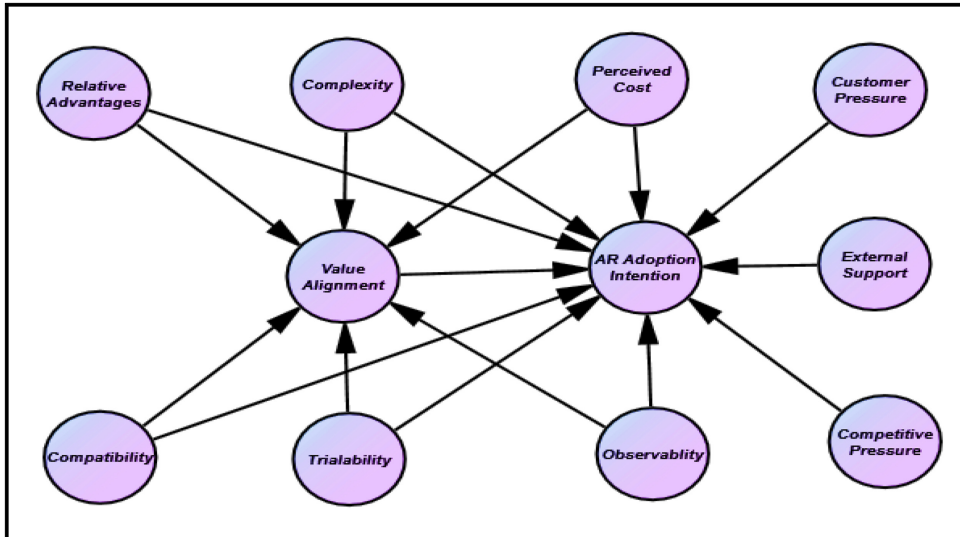 Relative
Advantages
Complexity
Perceived
Cost
Customer
Pressure
Value
Alignment
AR Adoption
Intention
External
Support
Compatibility
Trialability
Observablity
Competitive
Pressure